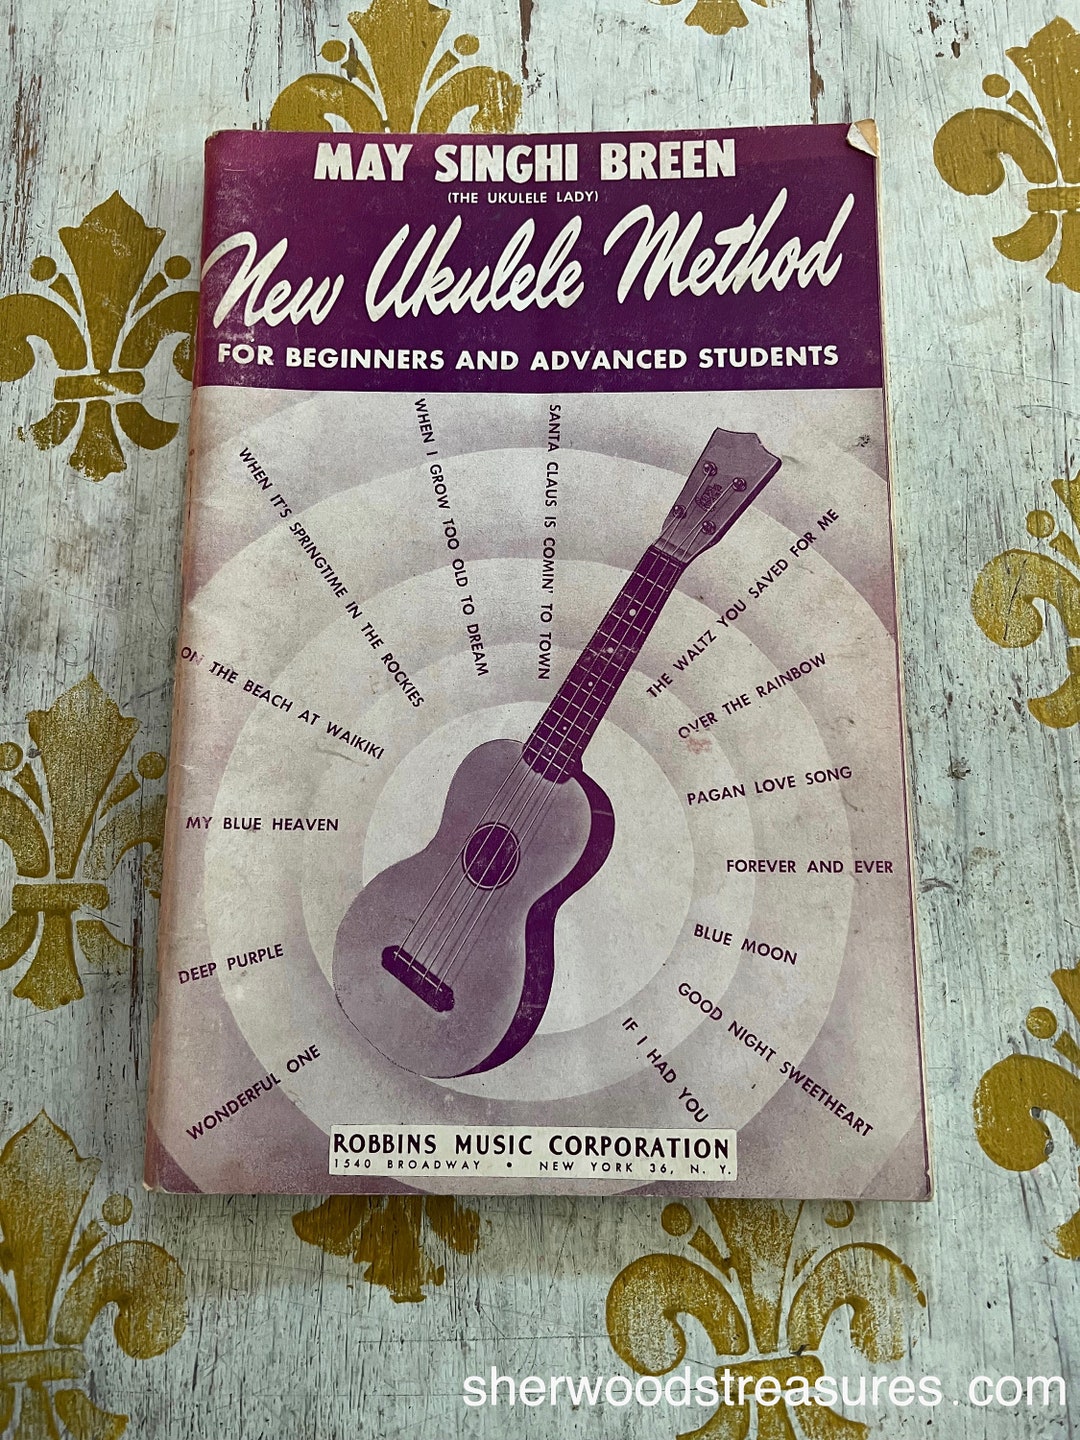 MAY SINGHI BREEN
(THE UKULELE LADY)
New Ukulele Method
FOR BEGINNERS AND ADVANCED STUDENTS
WHEN IT'S SPRINGTIME IN THE ROCKIES
WHEN I GROW TOO OLD TO DREAM
SANTA CLAUS IS COMIN' TO TOWN
THE WALTZ YOU SAVED FOR ME
ON THE BEACH AT WAIKIKI
OVER THE RAINBOW
PAGAN LOVE SONG
MY BLUE HEAVEN
FOREVER AND EVER
DEEP PURPLE
BLUE MOON
WONDERFUL ONE
GOOD NIGHT SWEETHEART
IF I HAD YOU
ROBBINS MUSIC CORPORATION
1540 BROADWAY • NEW YORK 36, N. Y.
sherwoodstreasures . com